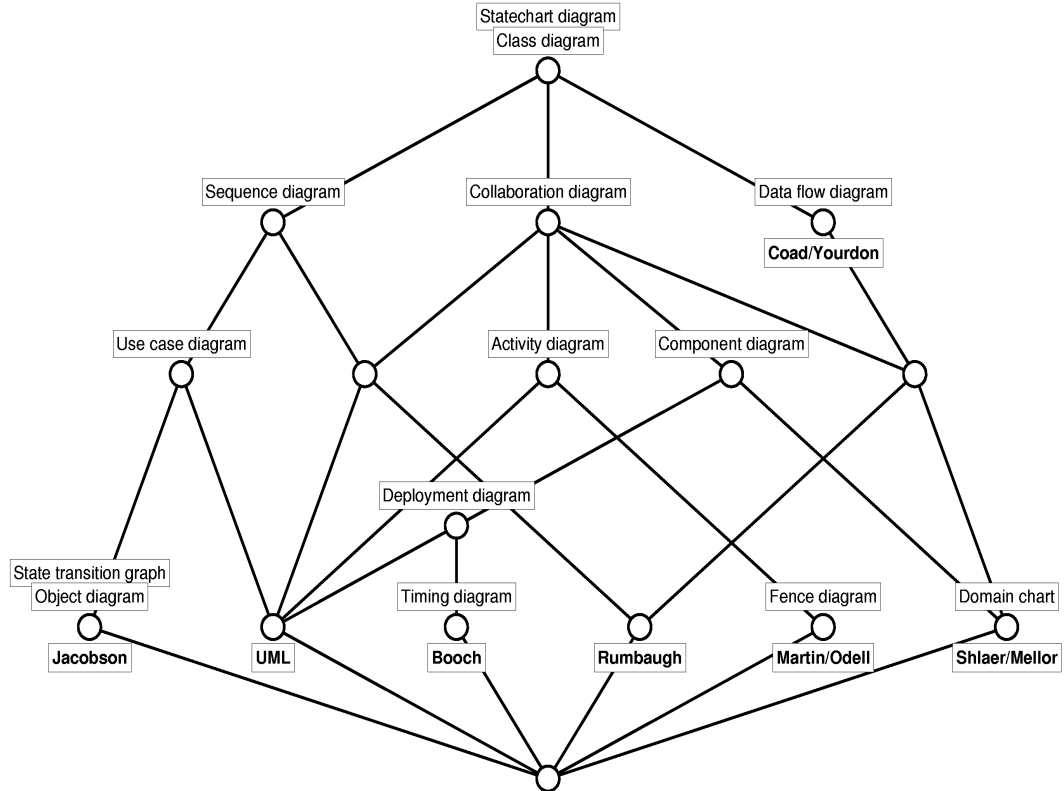 Statechart diagram
Class diagram
Sequence diagram
Collaboration diagram
Data flow diagram
Coad/Yourdon
Use case diagram
Activity diagram
Component diagram
Deployment diagram
State transition graph
Object diagram
Timing diagram
Fence diagram
Domain chart
Jacobson
UML
Booch
Rumbaugh
Martin/Odell
Shlaer/Mellor